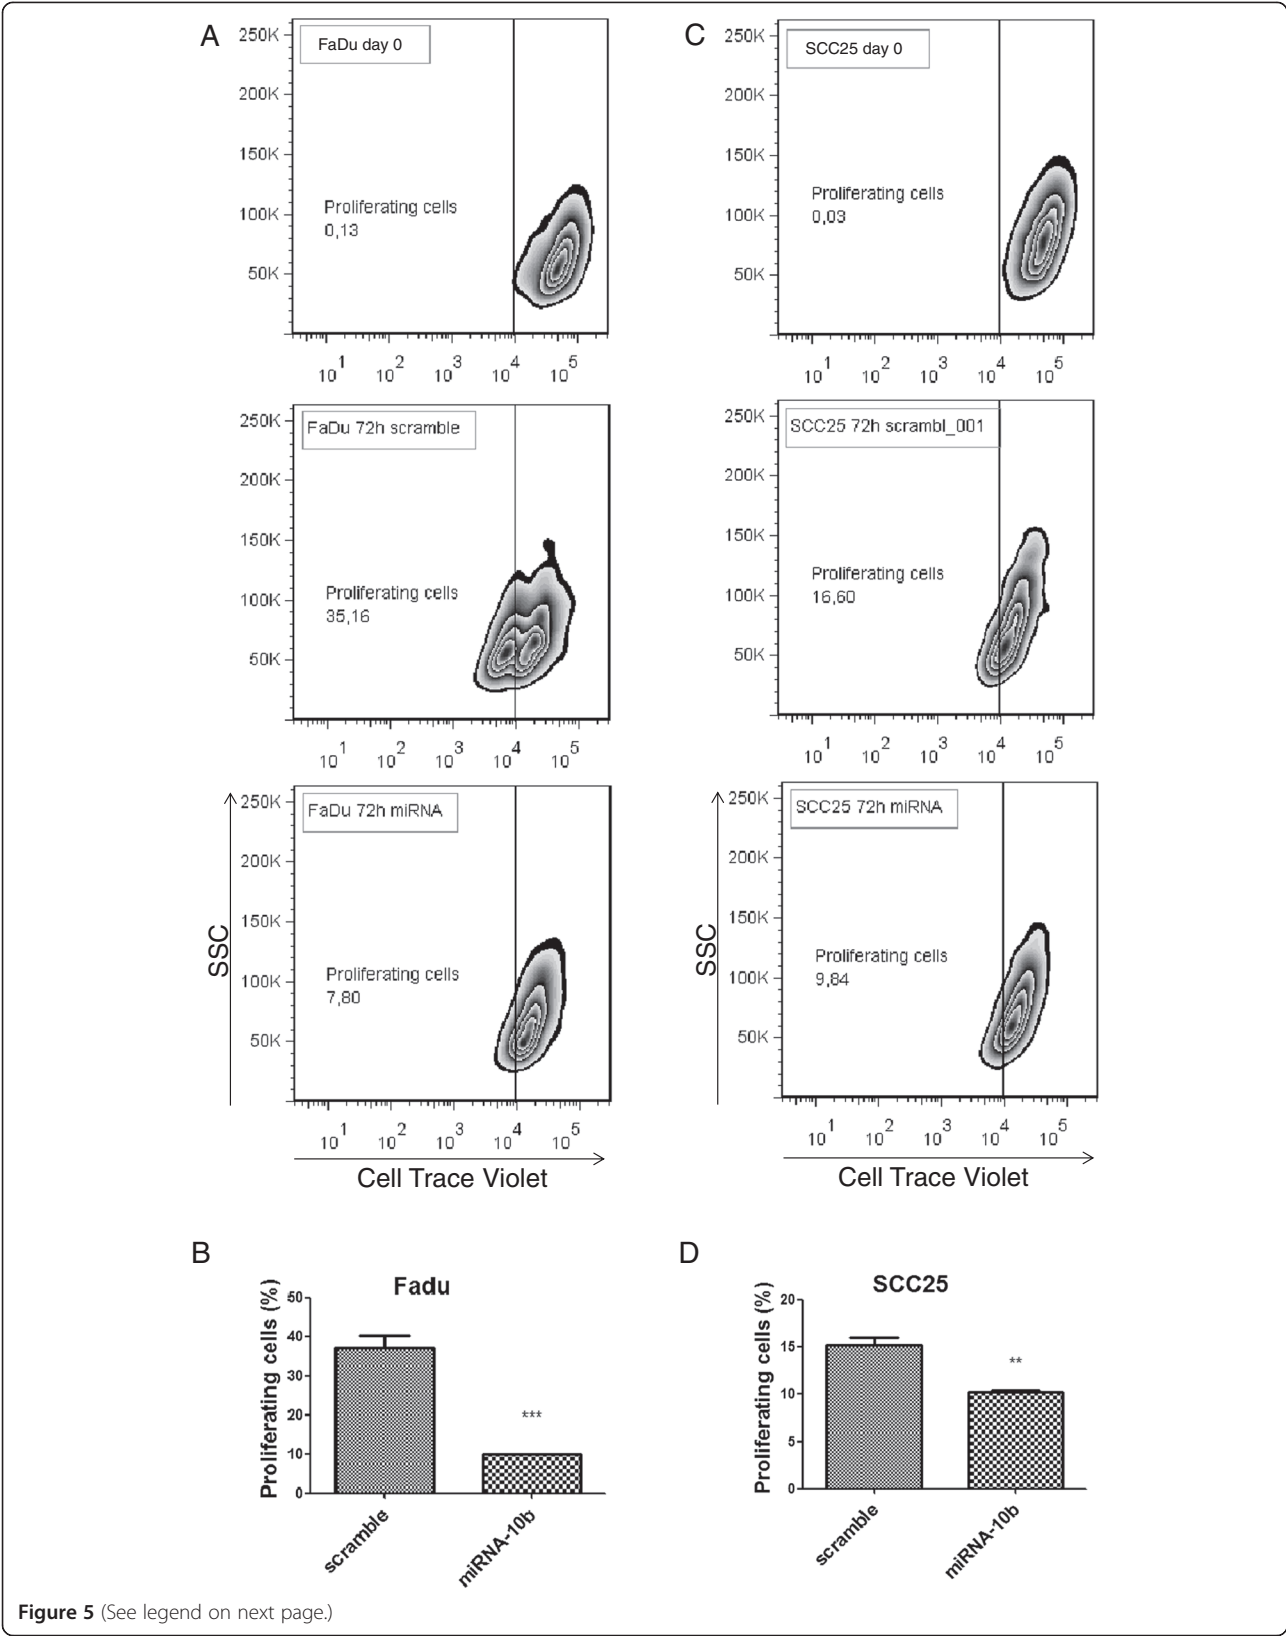 A
FaDu day 0
250K
200K
150K
100K
50K
Proliferating cells
0,13
10^1 10^2 10^3 10^4 10^5
FaDu 72h scramble
250K
200K
150K
100K
50K
Proliferating cells
35,16
10^1 10^2 10^3 10^4 10^5
FaDu 72h miRNA
250K
200K
150K
100K
50K
Proliferating cells
7,80
SSC
10^1 10^2 10^3 10^4 10^5
Cell Trace Violet
C
SCC25 day 0
250K
200K
150K
100K
50K
Proliferating cells
0,03
10^1 10^2 10^3 10^4 10^5
SCC25 72h scrambl_001
250K
200K
150K
100K
50K
Proliferating cells
16,60
10^1 10^2 10^3 10^4 10^5
SCC25 72h miRNA
250K
200K
150K
100K
50K
Proliferating cells
9,84
SSC
10^1 10^2 10^3 10^4 10^5
Cell Trace Violet
B
Fadu
Proliferating cells (%)
50
40
30
20
10
0
***
scramble
miRNA-10b
D
SCC25
Proliferating cells (%)
20
15
10
5
0
**
scramble
miRNA-10b
Figure 5 (See legend on next page.)